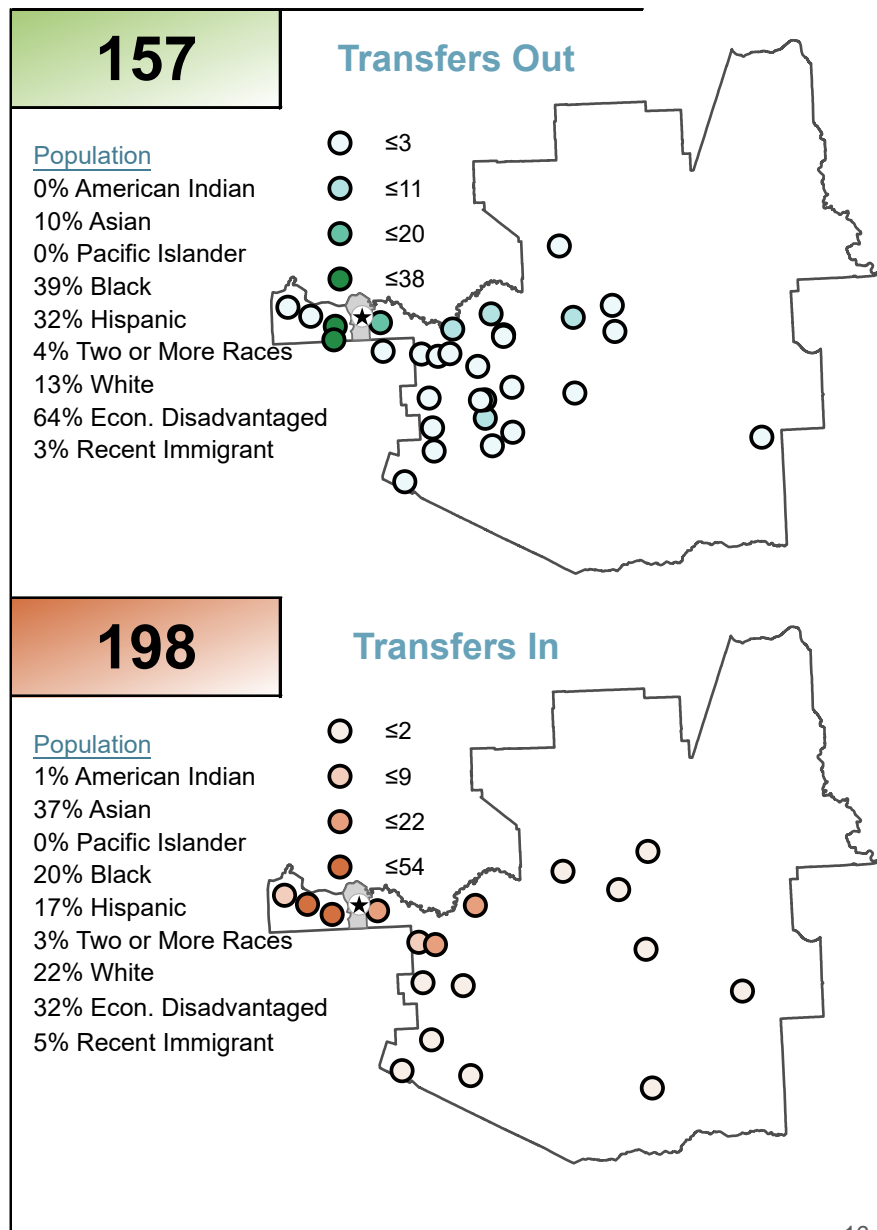 157
Transfers Out
Population
0% American Indian
10% Asian
0% Pacific Islander
39% Black
32% Hispanic
4% Two or More Races
13% White
64% Econ. Disadvantaged
3% Recent Immigrant
≤3
≤11
≤20
≤38
198
Transfers In
Population
1% American Indian
37% Asian
0% Pacific Islander
20% Black
17% Hispanic
3% Two or More Races
22% White
32% Econ. Disadvantaged
5% Recent Immigrant
≤2
≤9
≤22
≤54